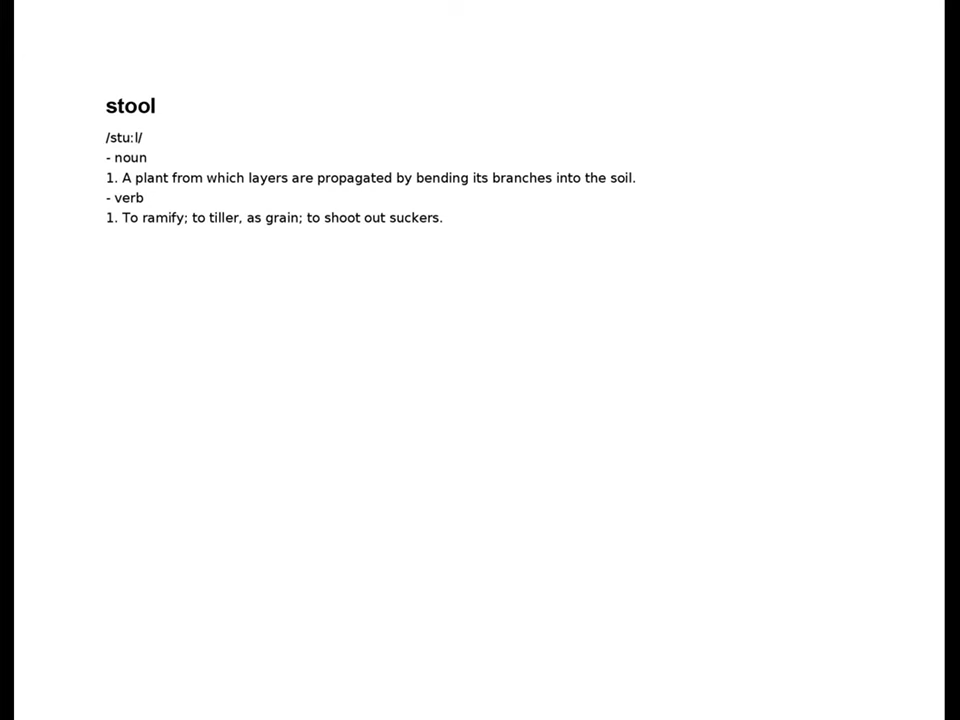 stool
/stuːl/
- noun
1. A plant from which layers are propagated by bending its branches into the soil.
- verb
1. To ramify; to tiller, as grain; to shoot out suckers.